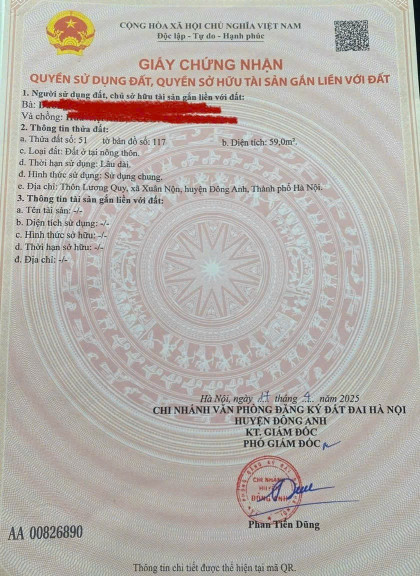 CỘNG HÒA XÃ HỘI CHỦ NGHĨA VIỆT NAM
Độc lập - Tự do - Hạnh phúc
GIẤY CHỨNG NHẬN
QUYỀN SỬ DỤNG ĐẤT, QUYỀN SỞ HỮU TÀI SẢN GẮN LIỀN VỚI ĐẤT
1. Người sử dụng đất, chủ sở hữu tài sản gắn liền với đất:
Bà:
Và chồng:
2. Thông tin thửa đất:
a. Thửa đất số: 51 tờ bản đồ số: 117 b. Diện tích: 59,0m².
c. Loại đất: Đất ở tại nông thôn.
d. Thời hạn sử dụng: Lâu dài.
đ. Hình thức sử dụng: Sử dụng chung.
e. Địa chỉ: Thôn Lương Quy, xã Xuân Nộn, huyện Đông Anh, Thành phố Hà Nội.
3. Thông tin tài sản gắn liền với đất:
a. Tên tài sản: -/-
b. Diện tích sử dụng: -/-
c. Hình thức sở hữu: -/-
d. Thời hạn sở hữu: -/-
đ. Địa chỉ: -/-
Hà Nội, ngày tháng 4 năm 2025
CHI NHÁNH VĂN PHÒNG ĐĂNG KÝ ĐẤT ĐAI HÀ NỘI
HUYỆN ĐÔNG ANH
KT. GIÁM ĐỐC
PHÓ GIÁM ĐỐC
CHI NHÁNH
HUYỆN
ĐÔNG ANH
Phan Tiến Dũng
AA 00826890
Thông tin chi tiết được thể hiện tại mã QR.